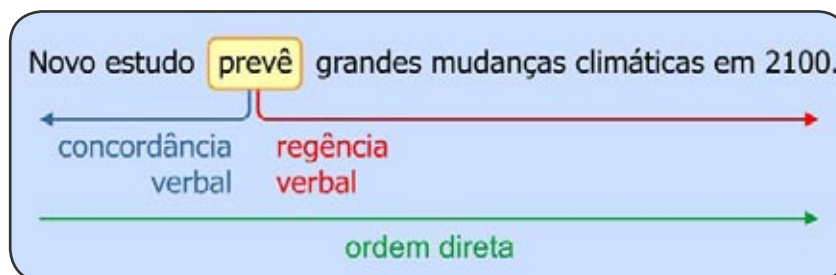 Novo estudo prevê grandes mudanças climáticas em 2100.
concordância regência
verbal verbal
ordem direta